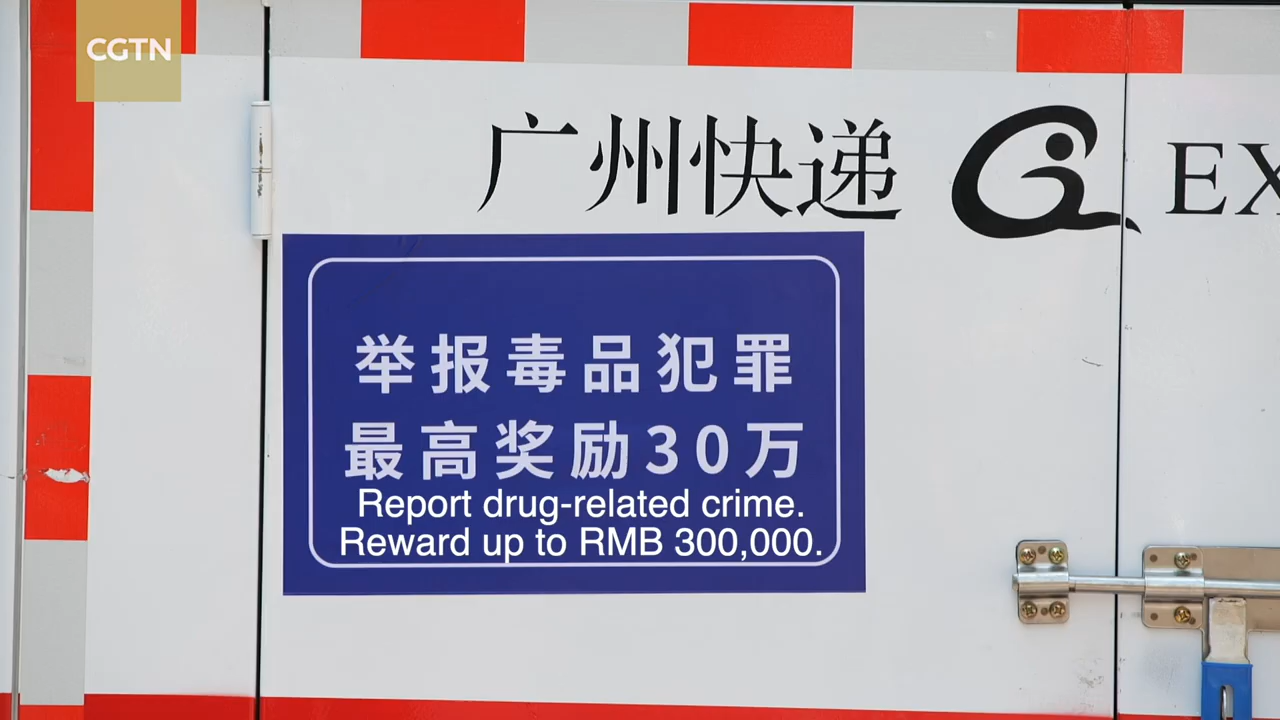 CGTN
广州快递 EX
举报毒品犯罪
最高奖励30万
Report drug-related crime.
Reward up to RMB 300,000.